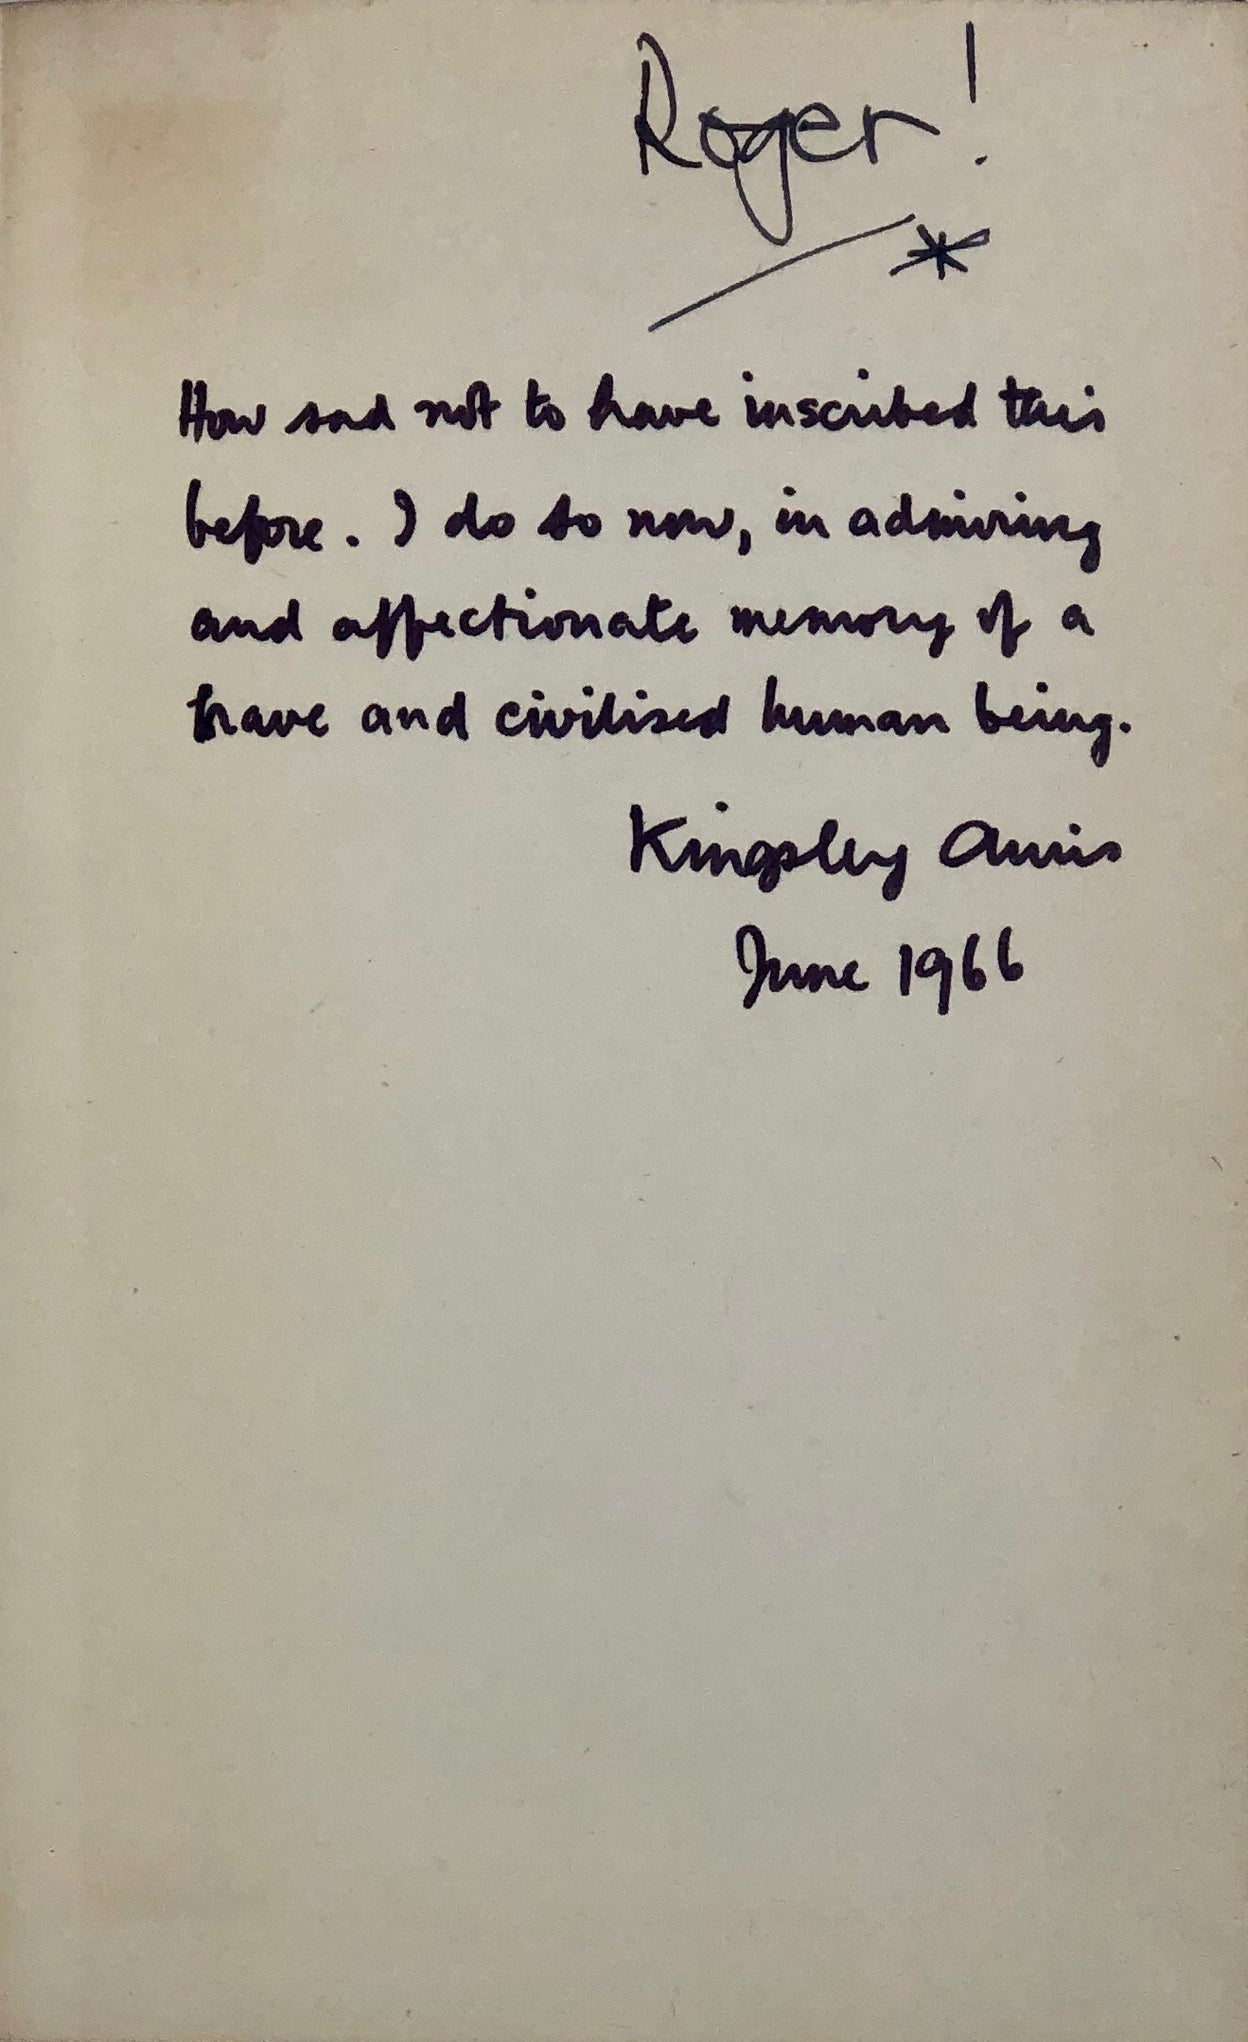 Roger!
*
How sad not to have inscribed this
before. I do so now, in admiring
and affectionate memory of a
brave and civilised human being.
Kingsley Amis
June 1966